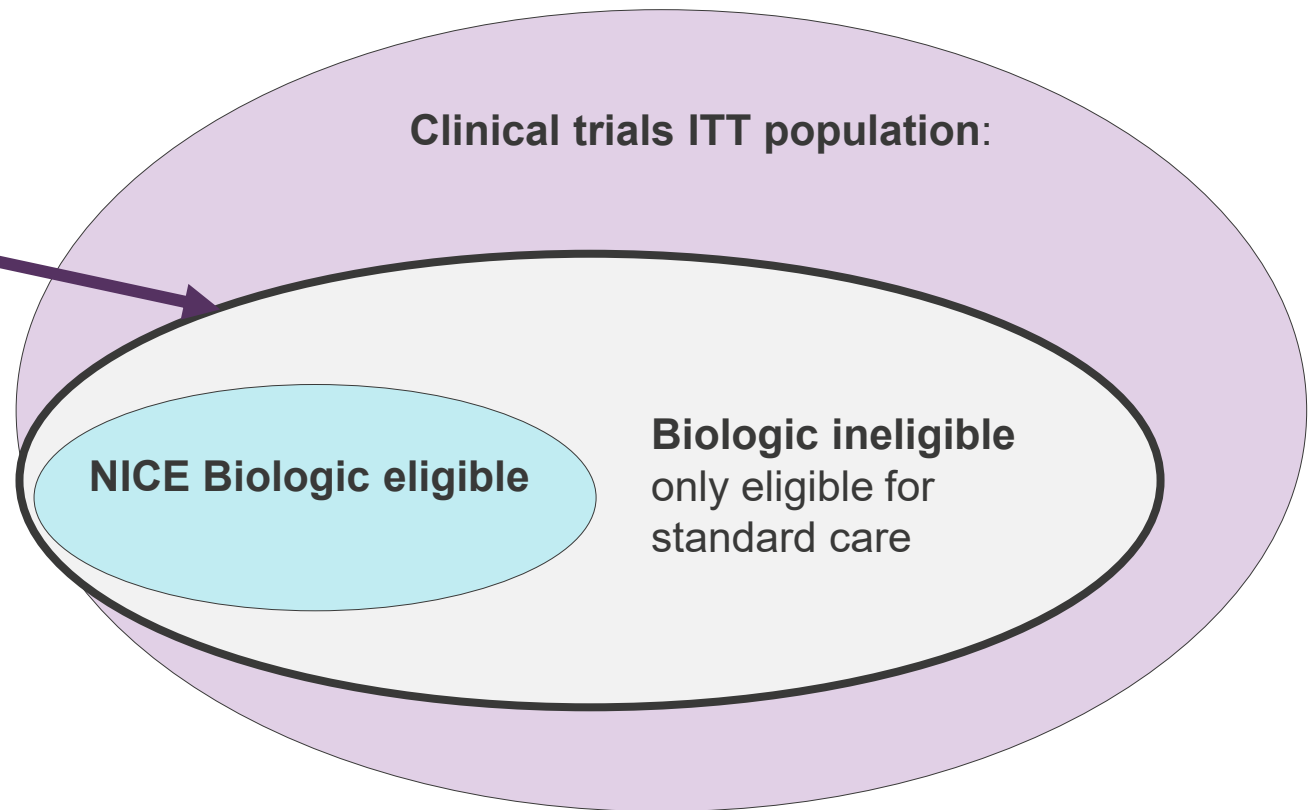 Clinical trials ITT population:
NICE Biologic eligible
Biologic ineligible
only eligible for
standard care